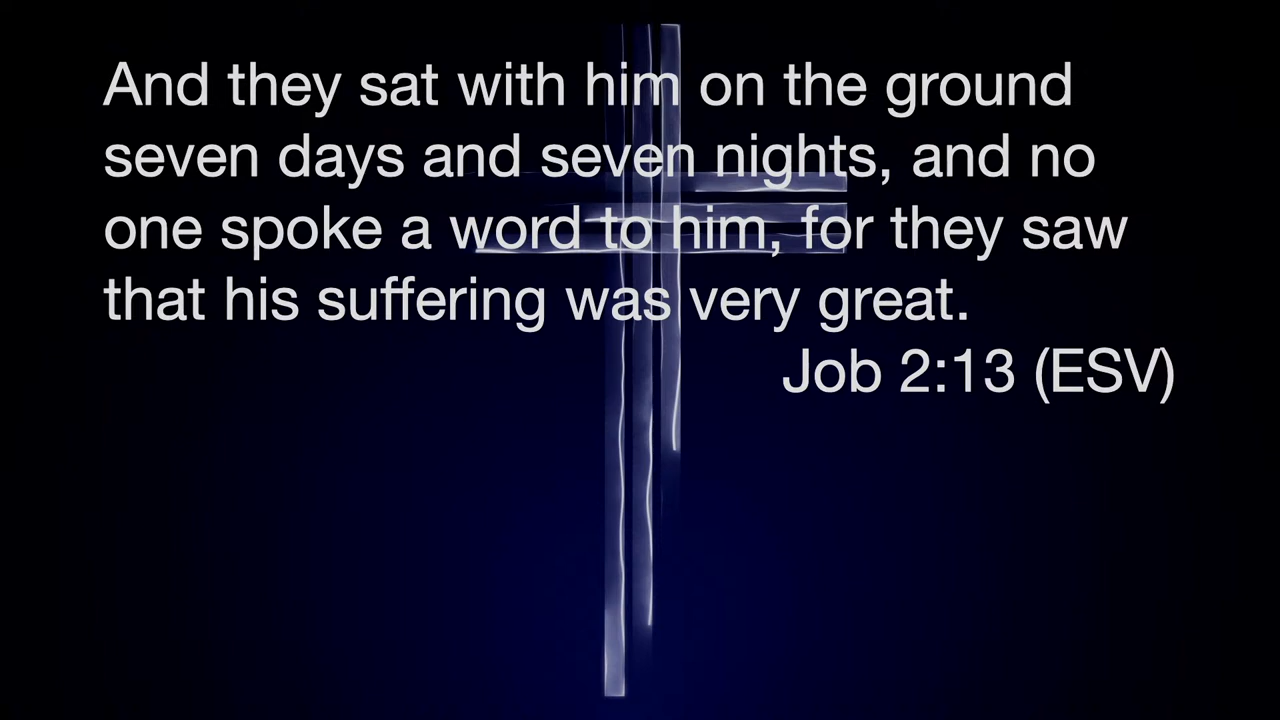 And they sat with him on the ground
seven days and seven nights, and no
one spoke a word to him, for they saw
that his suffering was very great.
Job 2:13 (ESV)